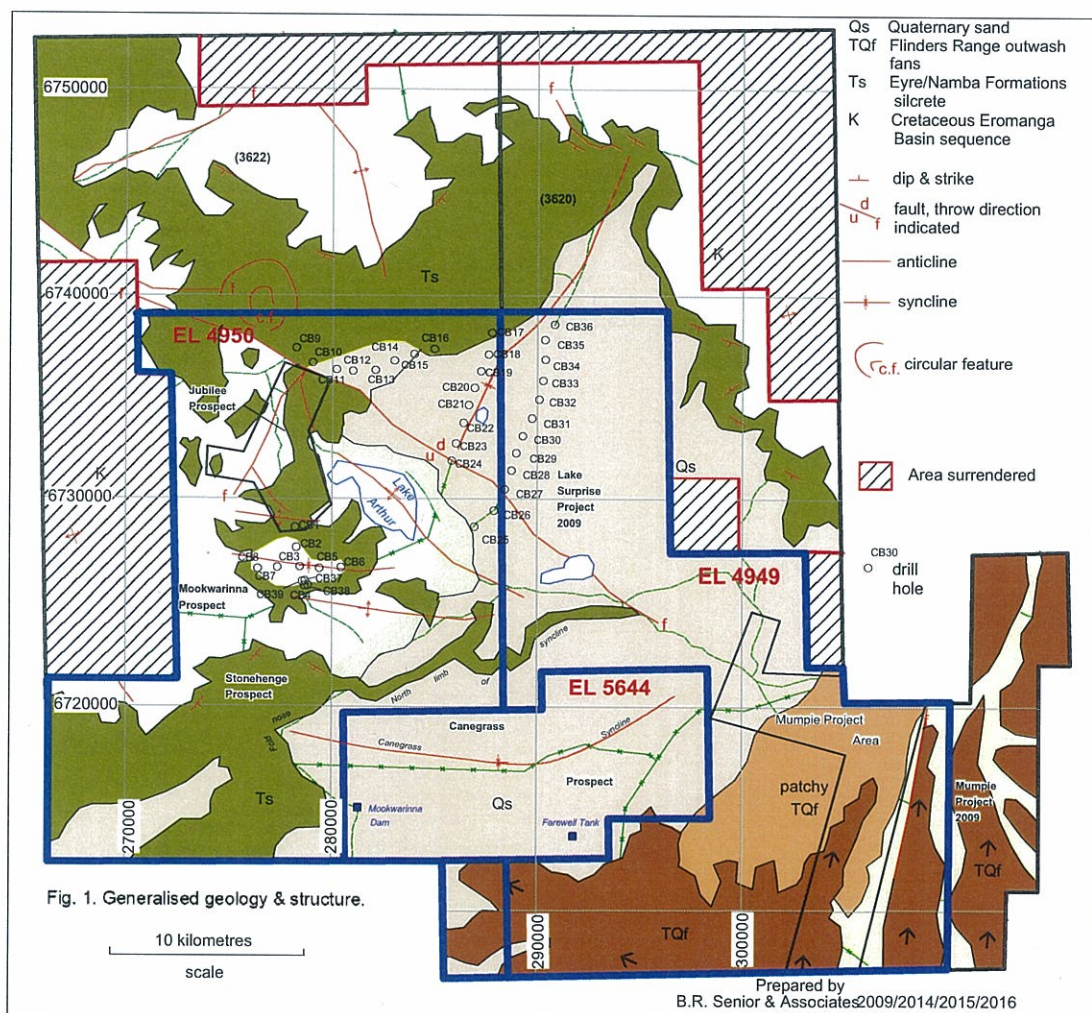 Qs Quaternary sand
TQf Flinders Range outwash
fans
Ts Eyre/Namba Formations
silcrete
K Cretaceous Eromanga
Basin sequence
dip & strike
d
u
f
fault, throw direction
indicated
anticline
syncline
c.f.
circular feature
Area surrendered
CB30
drill
hole
6750000
f
f
(3622)
(3620)
K
Ts
6740000
f
f
c.f.
EL 4950
CB9
CB10
CB11
CB12
CB14
CB13
CB15
CB16
CB17
CB18
CB19
CB20
CB21
CB22
CB23
CB24
CB36
CB35
CB34
CB33
CB32
CB31
CB30
CB29
CB28
CB27
CB26
CB25
Jubilee
Prospect
K
d
u
Qs
6730000
f
Lake
Arthur
Lake
Surprise
Project
2009
CB1
CB2
CB8
CB3
CB5
CB6
CB7
CB37
CB39
CB38
Mookwarinna
Prospect
EL 4949
f
Stonehenge
Prospect
6720000
Fold nose
North limb of syncline
EL 5644
Canegrass
Canegrass Syncline
Prospect
Mumpie Project
Area
Ts
Qs
patchy
TQf
Mumpie
Project
2009
270000
280000
Mookwarinna
Dam
Farewell Tank
TQf
TQf
290000
300000
Fig. 1. Generalised geology & structure.
10 kilometres
scale
Prepared by
B.R. Senior & Associates2009/2014/2015/2016